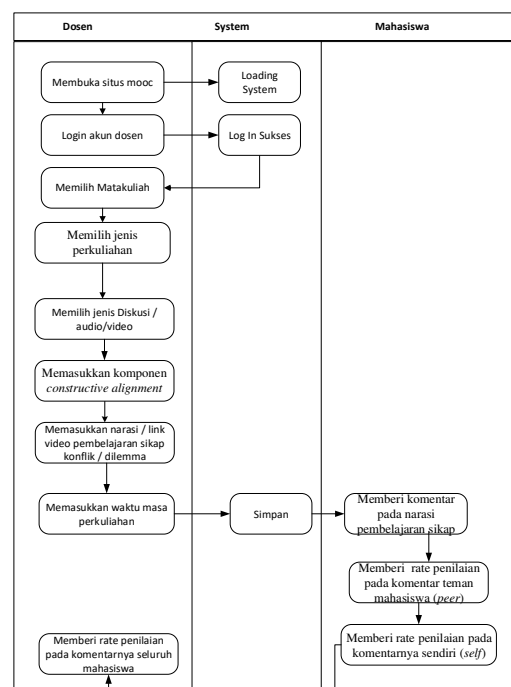 Dosen
System
Mahasiswa
Membuka situs mooc
Loading
System
Login akun dosen
Log In Sukses
Memilih Matakuliah
Memilih jenis
perkuliahan
Memilih jenis Diskusi /
audio/video
Memasukkan komponen
constructive alignment
Memasukkan narasi / link
video pembelajaran sikap
konflik / dilemma
Memasukkan waktu masa
perkuliahan
Simpan
Memberi komentar
pada narasi
pembelajaran sikap
Memberi rate penilaian
pada komentar teman
mahasiswa (peer)
Memberi rate penilaian pada
komentarnya sendiri (self)
Memberi rate penilaian
pada komentarnya seluruh
mahasiswa